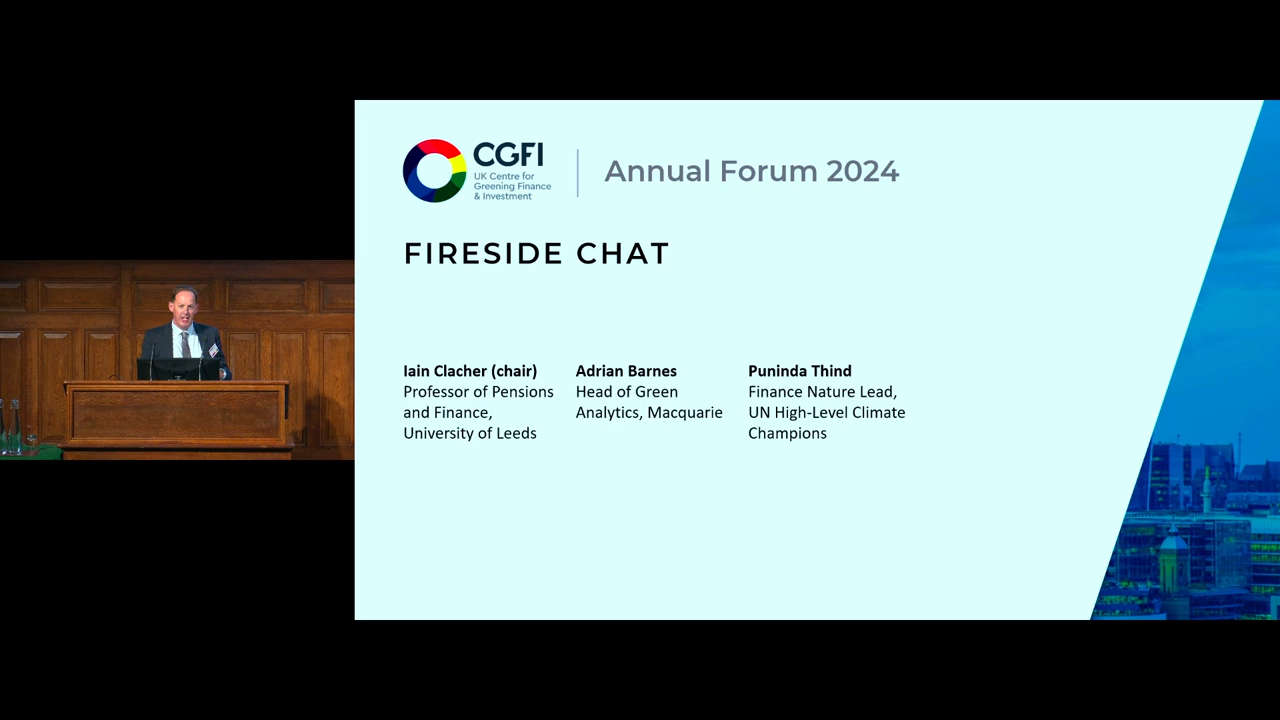 CGFI
UK Centre for
Greening Finance
& Investment
Annual Forum 2024
FIRESIDE CHAT
Iain Clacher (chair)
Professor of Pensions
and Finance,
University of Leeds
Adrian Barnes
Head of Green
Analytics, Macquarie
Puninda Thind
Finance Nature Lead,
UN High-Level Climate
Champions